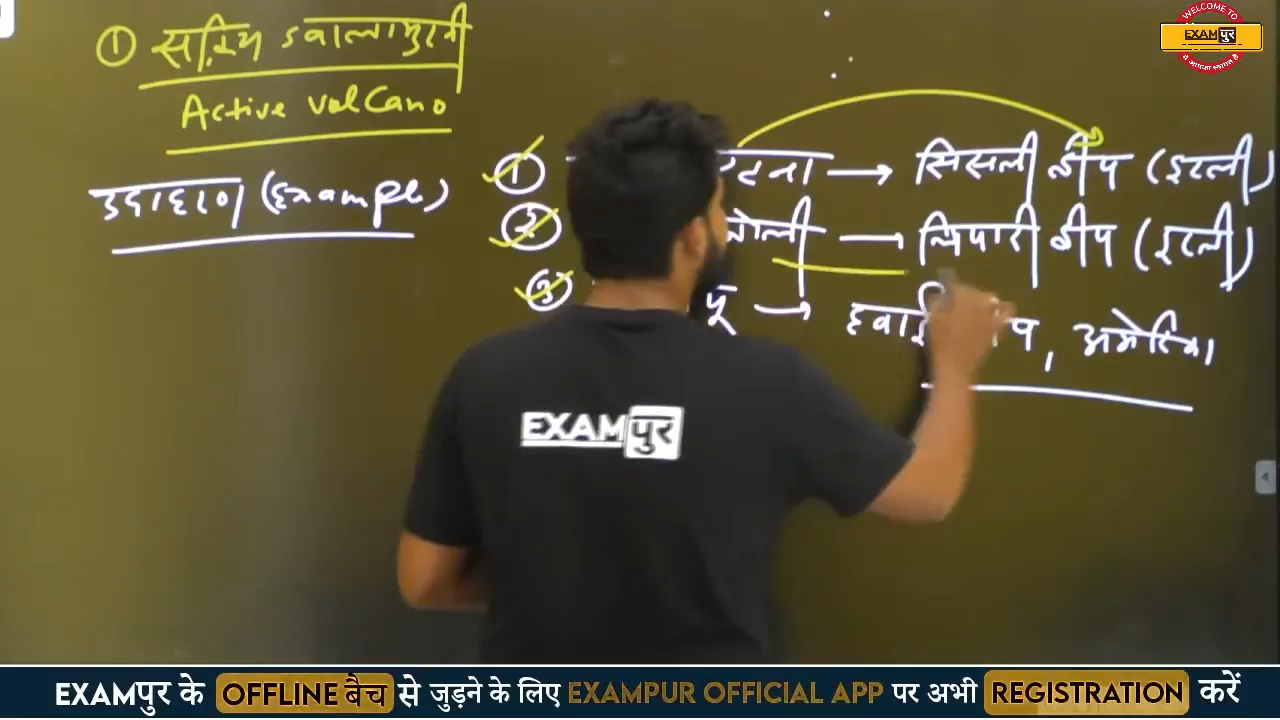 WELCOME TO
EXAMपुर
① सक्रिय ज्वालामुखी
Active volcano
उदाहरण (Example)
① एटना → सिसली द्वीप (इटली)
② बोली → लिपारी द्वीप (इटली)
③ → हवाई द्वीप, अमेरिका
EXAMपुर
EXAMपुर के OFFLINE बैच से जुड़ने के लिए EXAMPUR OFFICIAL APP पर अभी REGISTRATION करें